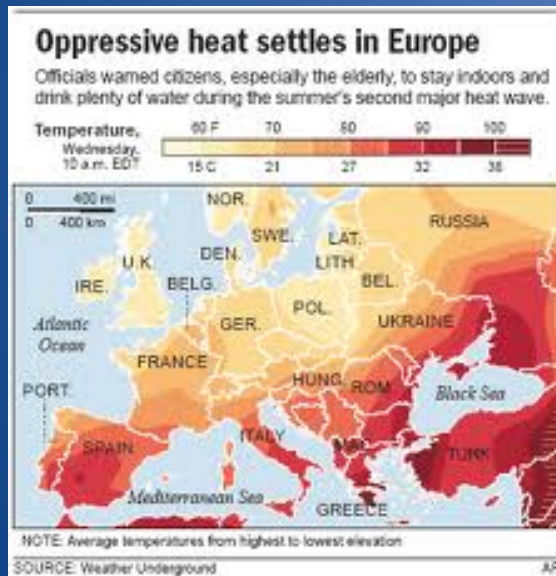 Oppressive heat settles in Europe
Officials warned citizens, especially the elderly, to stay indoors and
drink plenty of water during the summer's second major heat wave.
Temperature,
Wednesday,
10 a.m. EDT
60 F 70 80 90 100
15 C 21 27 32 38
0 400 mi
0 400 km
NOR.
SWE.
RUSSIA
DEN.
LAT.
LITH.
U.K.
IRE.
BELG.
BEL.
POL.
GER.
UKRAINE
Atlantic
Ocean
FRANCE
HUNG.
ROM.
Black Sea
PORT.
SPAIN
ITALY
TURK.
Mediterranean Sea
GREECE
NOTE: Average temperatures from highest to lowest elevation
SOURCE: Weather Underground